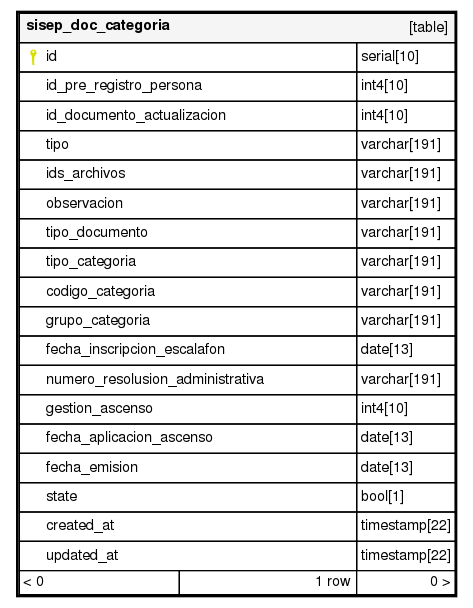 sisep_doc_categoria [table]
id serial[10]
id_pre_registro_persona int4[10]
id_documento_actualizacion int4[10]
tipo varchar[191]
ids_archivos varchar[191]
observacion varchar[191]
tipo_documento varchar[191]
tipo_categoria varchar[191]
codigo_categoria varchar[191]
grupo_categoria varchar[191]
fecha_inscripcion_escalafon date[13]
numero_resolusion_administrativa varchar[191]
gestion_ascenso int4[10]
fecha_aplicacion_ascenso date[13]
fecha_emision date[13]
state bool[1]
created_at timestamp[22]
updated_at timestamp[22]
< 0 1 row 0 >